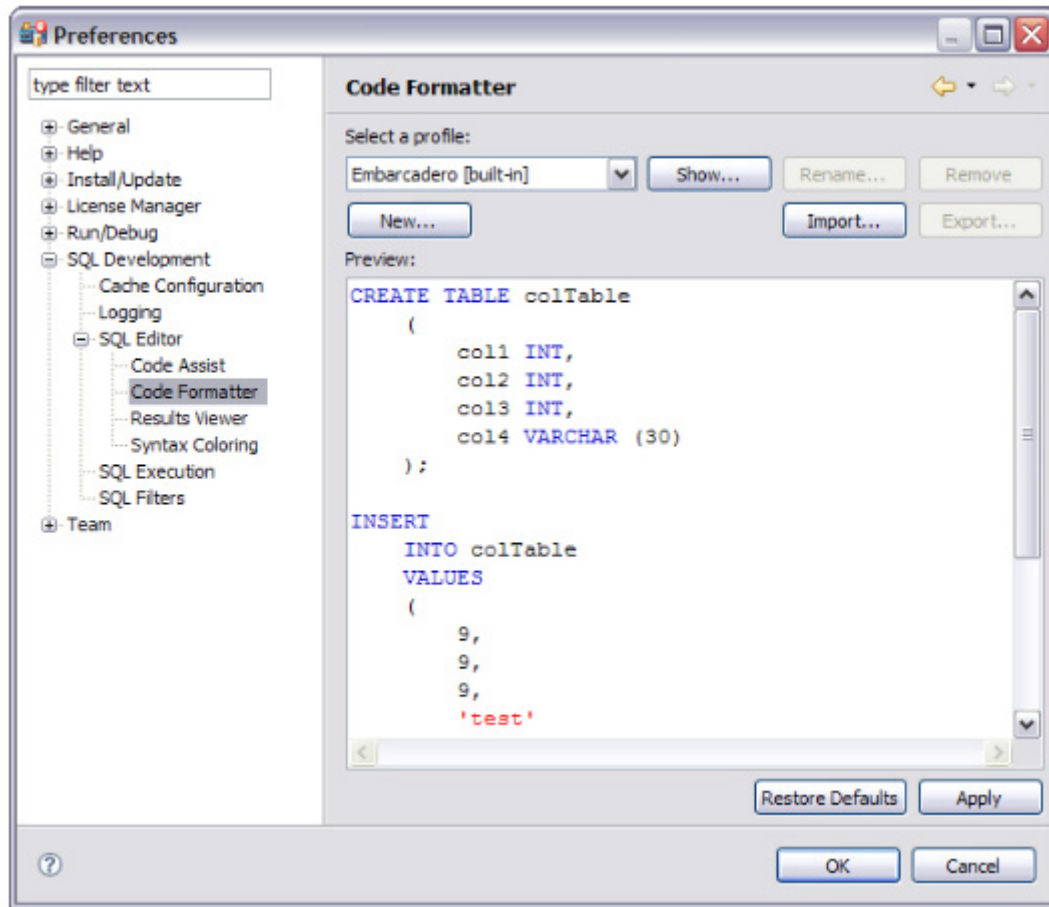 Preferences
type filter text
General
Help
Install/Update
License Manager
Run/Debug
SQL Development
Cache Configuration
Logging
SQL Editor
Code Assist
Code Formatter
Results Viewer
Syntax Coloring
SQL Execution
SQL Filters
Team
Code Formatter
Select a profile:
Embarcadero [built-in] Show... Rename... Remove
New... Import... Export...
Preview:
CREATE TABLE colTable
(
col1 INT,
col2 INT,
col3 INT,
col4 VARCHAR (30)
);
INSERT
INTO colTable
VALUES
(
9,
9,
9,
'test'
Restore Defaults Apply
? OK Cancel